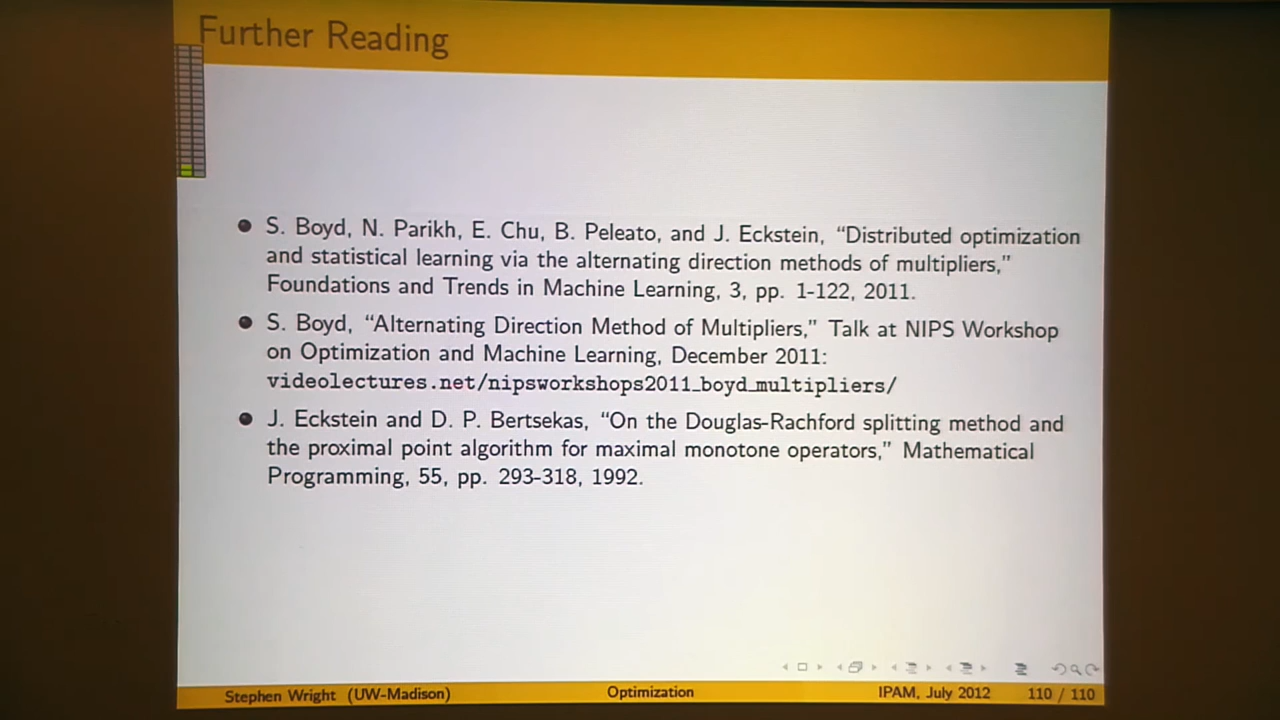 Further Reading
S. Boyd, N. Parikh, E. Chu, B. Peleato, and J. Eckstein, “Distributed optimization
and statistical learning via the alternating direction methods of multipliers,”
Foundations and Trends in Machine Learning, 3, pp. 1-122, 2011.
S. Boyd, “Alternating Direction Method of Multipliers,” Talk at NIPS Workshop
on Optimization and Machine Learning, December 2011:
videolectures.net/nipsworkshops2011_boyd_multipliers/
J. Eckstein and D. P. Bertsekas, “On the Douglas-Rachford splitting method and
the proximal point algorithm for maximal monotone operators,” Mathematical
Programming, 55, pp. 293-318, 1992.
Stephen Wright (UW-Madison) Optimization IPAM, July 2012 110 / 110